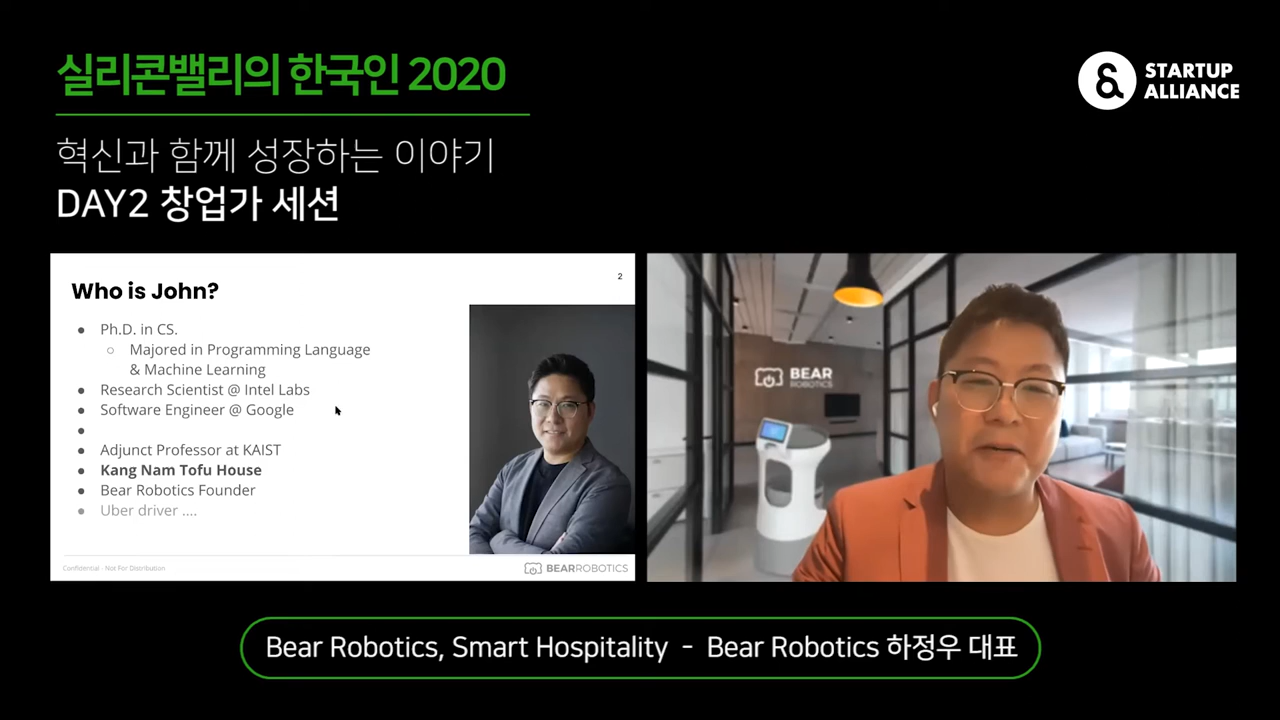 실리콘밸리의 한국인 2020
STARTUP
ALLIANCE
혁신과 함께 성장하는 이야기
DAY2 창업가 세션
2
Who is John?
Ph.D. in CS.
Majored in Programming Language
& Machine Learning
Research Scientist @ Intel Labs
Software Engineer @ Google
Adjunct Professor at KAIST
Kang Nam Tofu House
Bear Robotics Founder
Uber driver ....
Confidential - Not For Distribution
BEARROBOTICS
BEAR
ROBOTICS
Bear Robotics, Smart Hospitality - Bear Robotics 하정우 대표